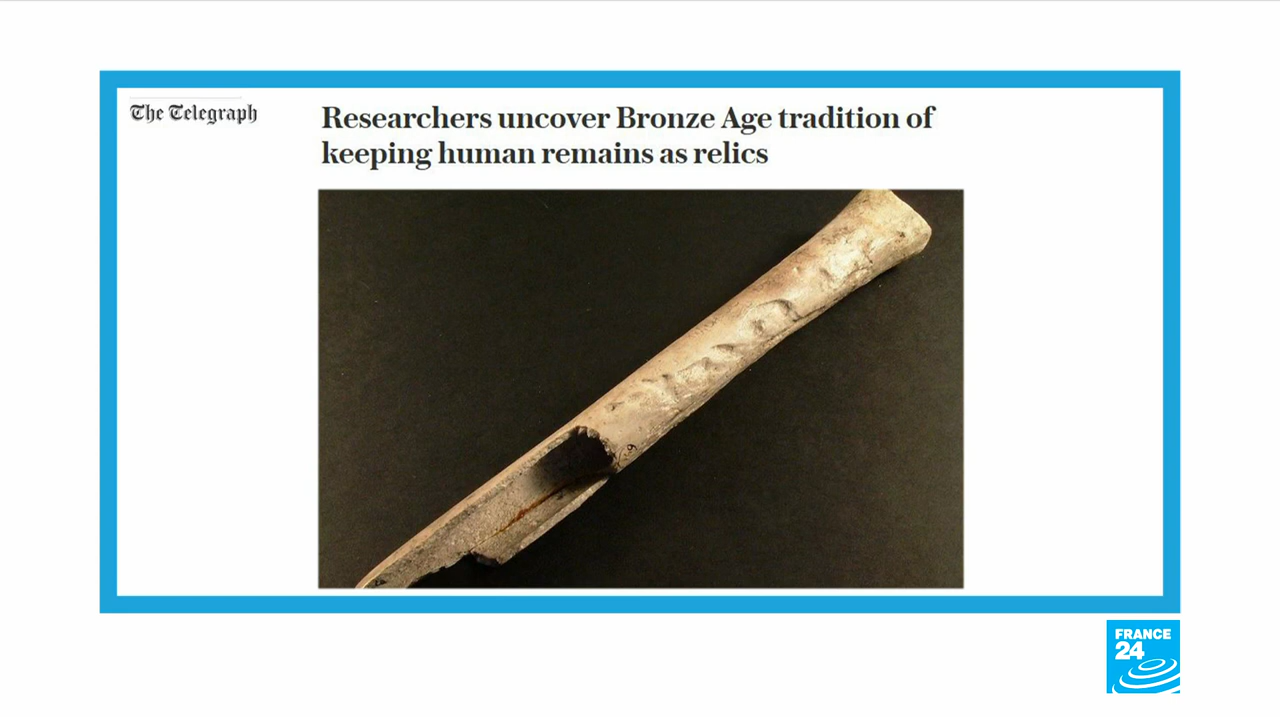 The Telegraph
Researchers uncover Bronze Age tradition of
keeping human remains as relics
FRANCE
24